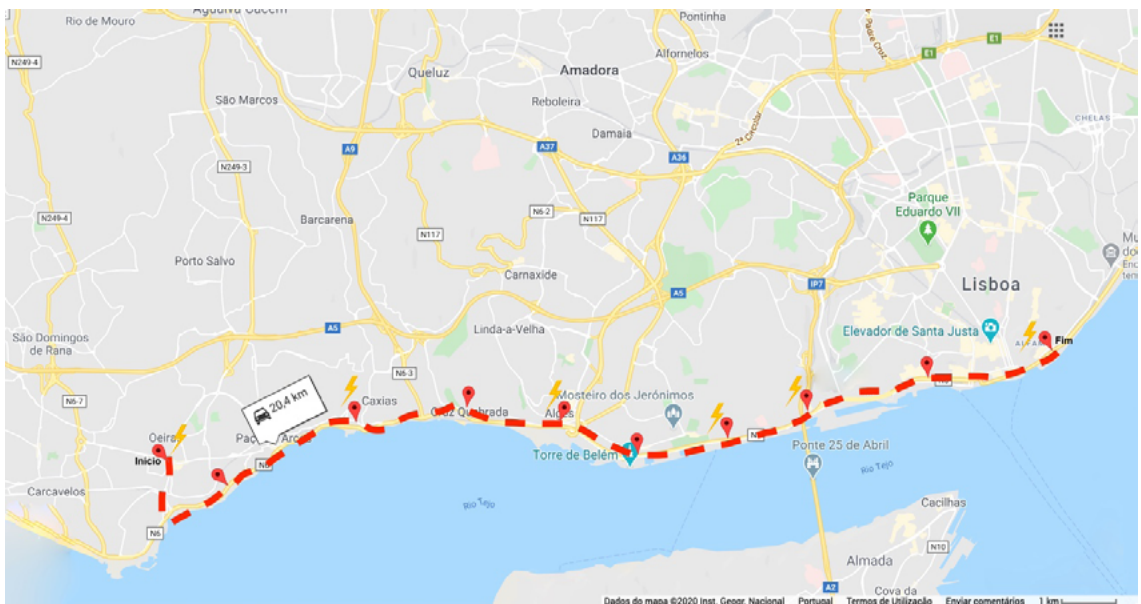 Agualva Cacém
Rio de Mouro
N249-4
Pontinha
Padre Cruz
E1
E1
Alfornelos
Queluz
Amadora
São Marcos
Reboleira
CHELAS
Damaia
2ª Circular
A9
A37
A36
N249-3
Parque
Eduardo VII
N249-4
Barcarena
N6-2
N117
N117
Porto Salvo
Carnaxide
Lisboa
A5
IP7
A5
Linda-a-Velha
Elevador de Santa Justa
São Domingos
de Rana
N6-3
Fim
20,4 km
Caxias
Mosteiro dos Jerónimos
N6-7
Cruz Quebrada
Algés
Oeiras
Início
N6
Torre de Belém
Ponte 25 de Abril
Carcavelos
Rio Tejo
Rio Tejo
N6
Cacilhas
N10
Almada
A2
Cova da
Dados do mapa ©2020 Inst. Geogr. Nacional Portugal Termos de Utilização Enviar comentários 1 km